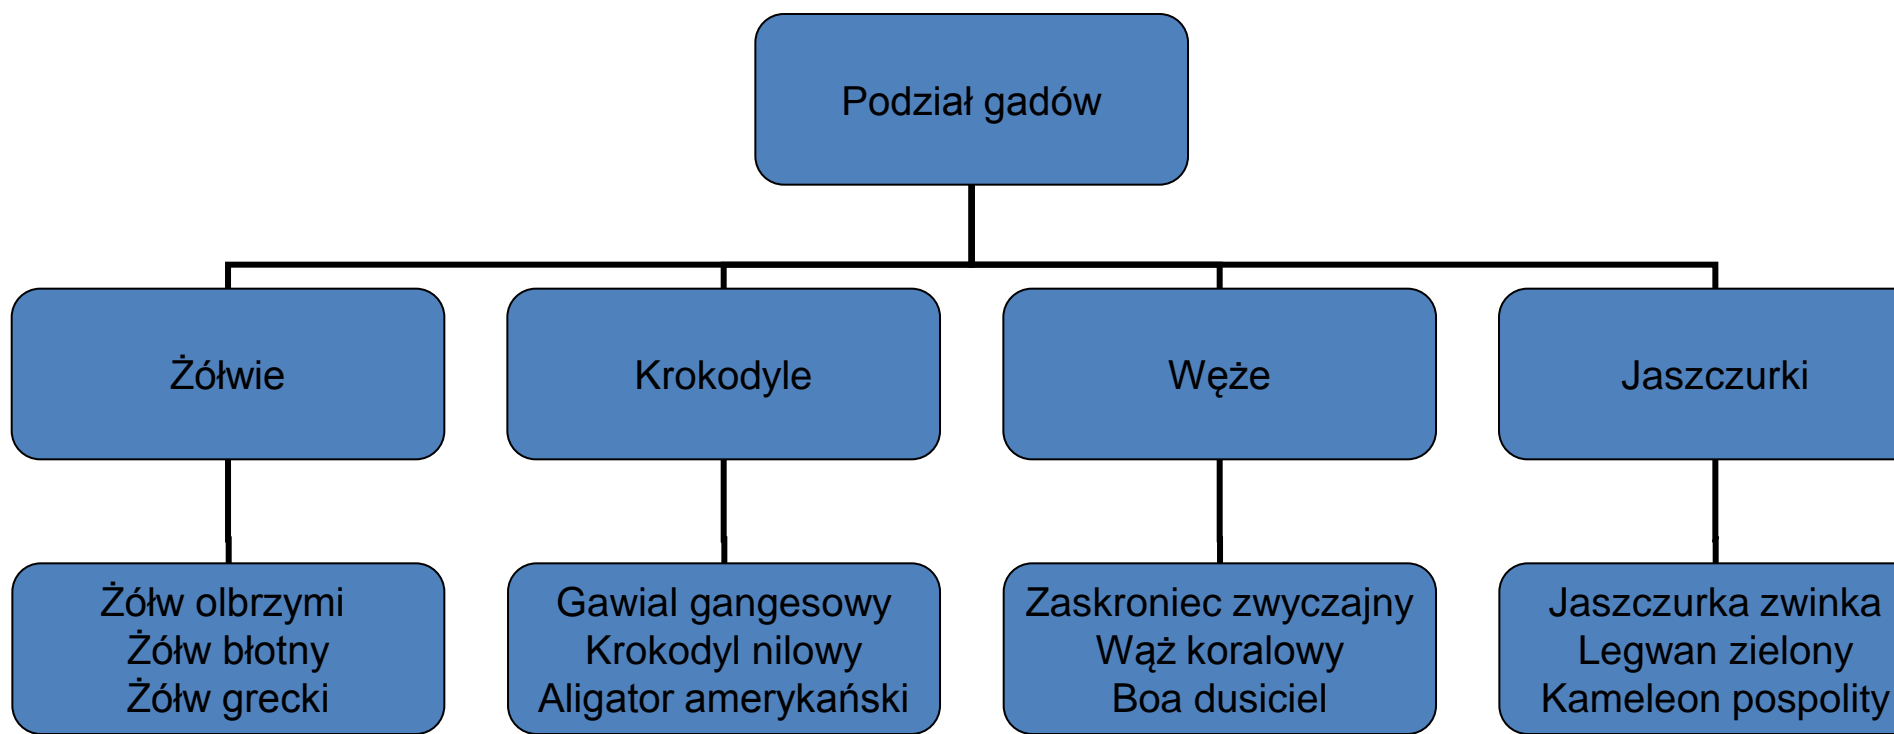 Podział gadów
Żółwie
Krokodyle
Węże
Jaszczurki
Żółw olbrzymi
Żółw błotny
Żółw grecki
Gawial gangesowy
Krokodyl nilowy
Aligator amerykański
Zaskroniec zwyczajny
Wąż koralowy
Boa dusiciel
Jaszczurka zwinka
Legwan zielony
Kameleon pospolity